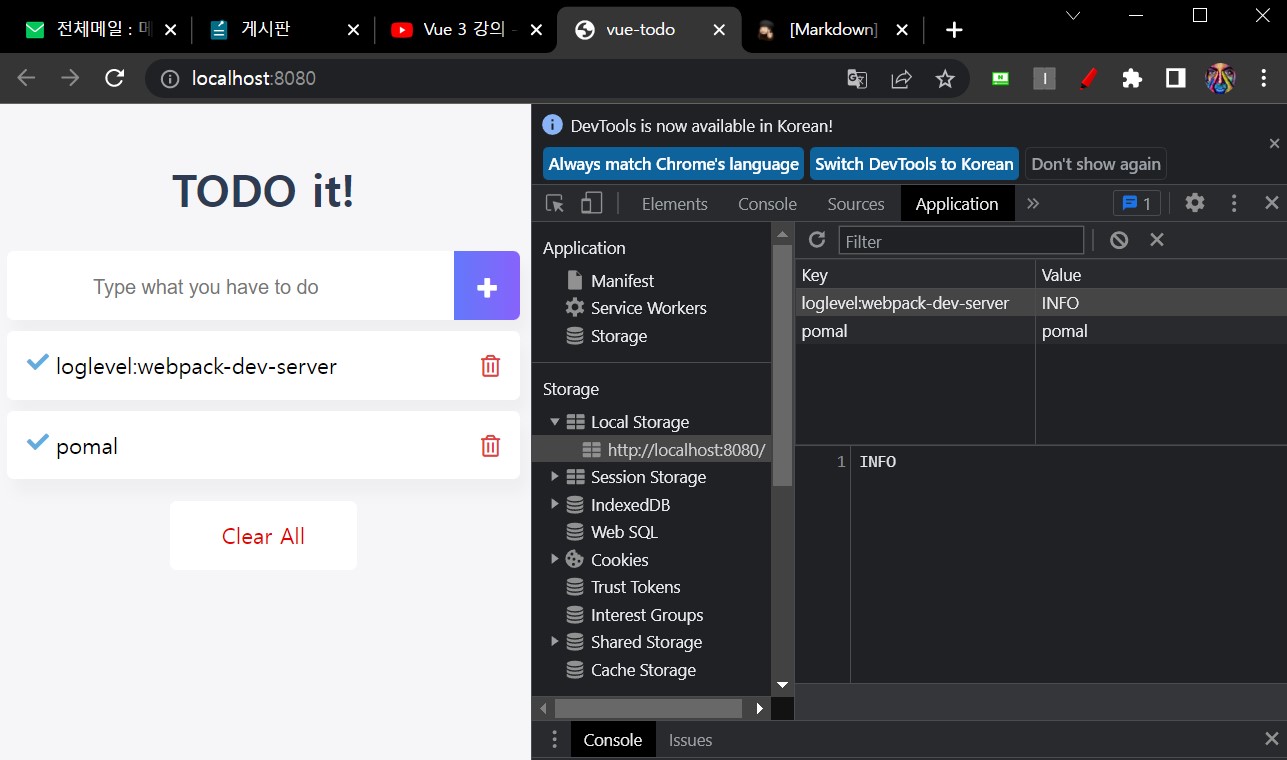 전체메일 : 메
게시판
Vue 3 강의 -
vue-todo
[Markdown]
localhost:8080
TODO it!
Type what you have to do
loglevel:webpack-dev-server
pomal
Clear All
DevTools is now available in Korean!
Always match Chrome's language
Switch DevTools to Korean
Don't show again
Elements
Console
Sources
Application
1
Application
Manifest
Service Workers
Storage
Storage
Local Storage
http://localhost:8080/
Session Storage
IndexedDB
Web SQL
Cookies
Trust Tokens
Interest Groups
Shared Storage
Cache Storage
Filter
Key Value
loglevel:webpack-dev-server INFO
pomal pomal
1 INFO
Console
Issues